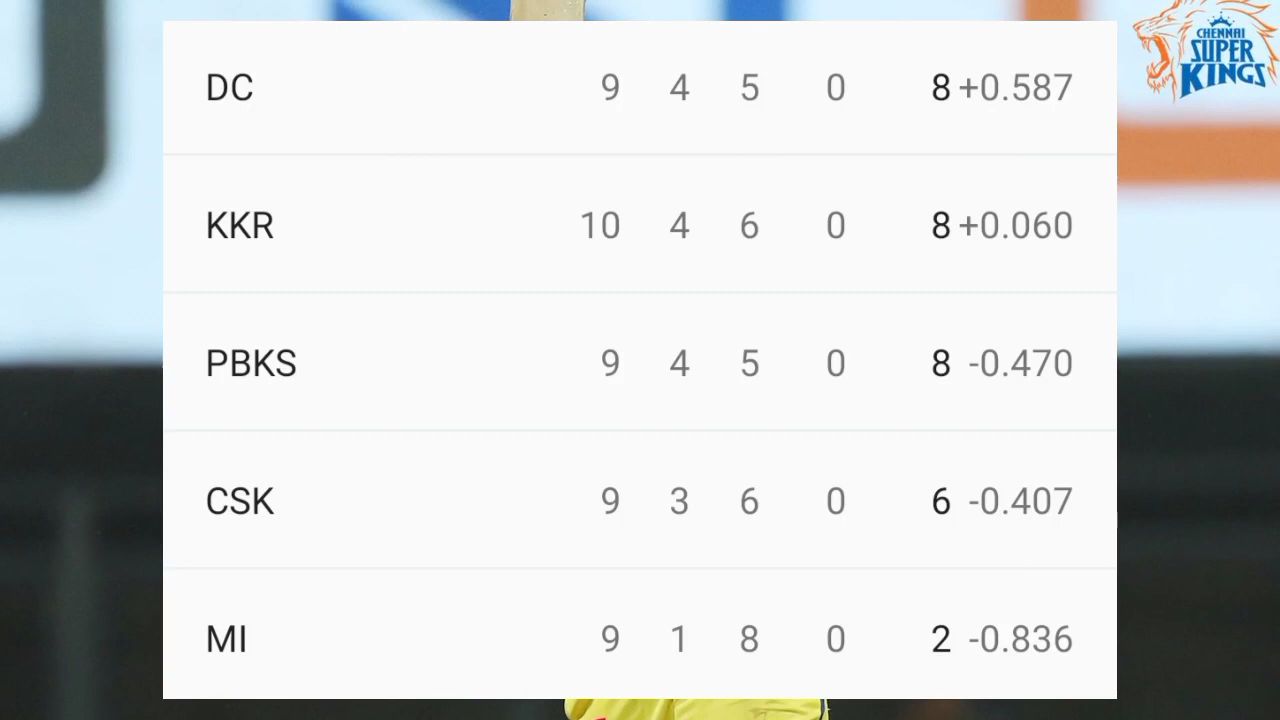 CHENNAI
SUPER
KINGS
DC 9 4 5 0 8 +0.587
KKR 10 4 6 0 8 +0.060
PBKS 9 4 5 0 8 -0.470
CSK 9 3 6 0 6 -0.407
MI 9 1 8 0 2 -0.836